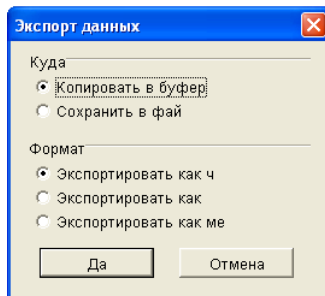 Экспорт данных
Куда
Копировать в буфер
Сохранить в фай
Формат
Экспортировать как ч
Экспортировать как
Экспортировать как ме
Да
Отмена